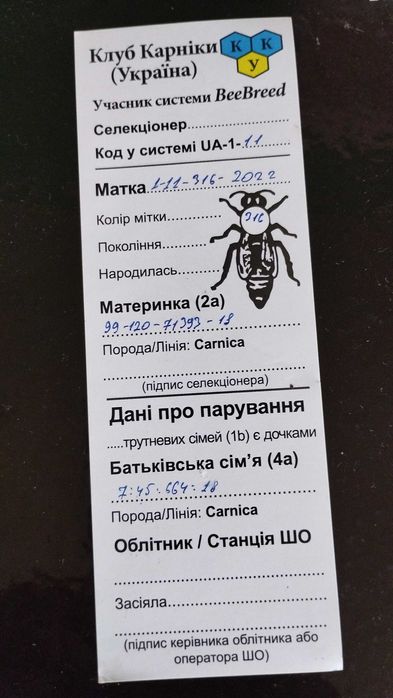 Клуб Карніки
(Україна)
К К
У
Учасник системи BeeBreed
Селекціонер
Код у системі UA-1-11
Матка 1-11-316-2022
Колір мітки
316
Покоління
Народилась
Материнка (2а)
99-120-71393-18
Порода/Лінія: Carnica
(підпис селекціонера)
Дані про парування
.....трутневих сімей (1b) є дочками
Батьківська сім'я (4а)
7-45-664-18
Порода/Лінія: Carnica
Облітник / Станція ШО
Засіяла
(підпис керівника облітника або
оператора ШО)